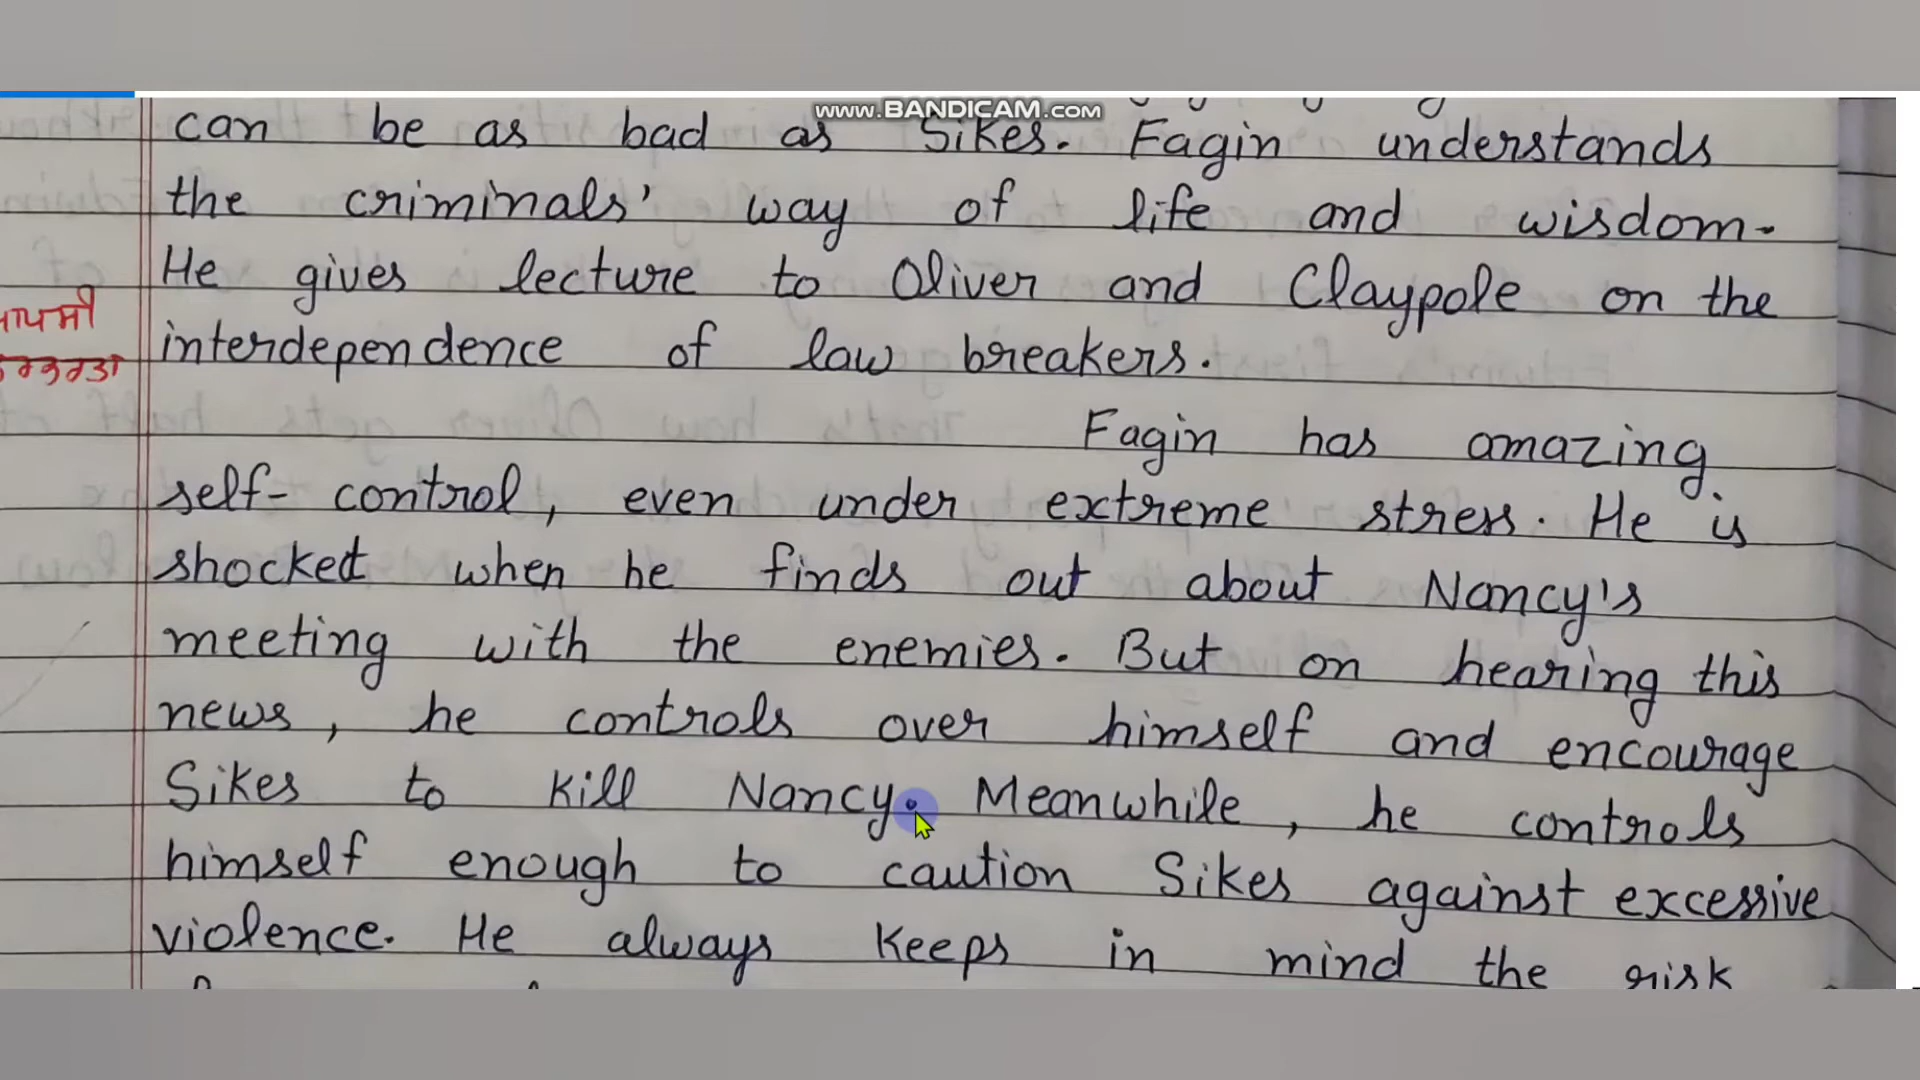 www.BANDICAM.com
can be as bad as Sikes. Fagin understands
the criminals' way of life and wisdom.
He gives lecture to Oliver and Claypole on the
interdependence of law breakers.
Fagin has amazing
self-control, even under extreme stress. He is
shocked when he finds out about Nancy's
meeting with the enemies. But on hearing this
news, he controls over himself and encourage
Sikes to kill Nancy. Meanwhile, he controls
himself enough to caution Sikes against excessive
violence. He always keeps in mind the risk